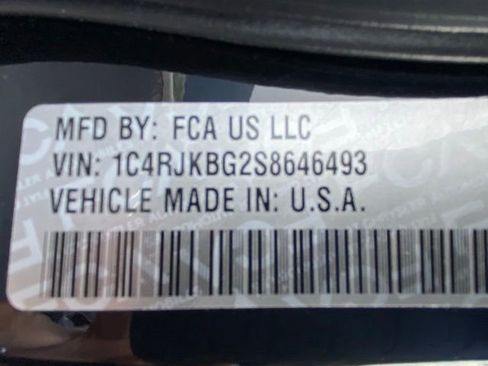 MFD BY: FCA US LLC
VIN: 1C4RJKBG2S8646493
VEHICLE MADE IN: U.S.A.